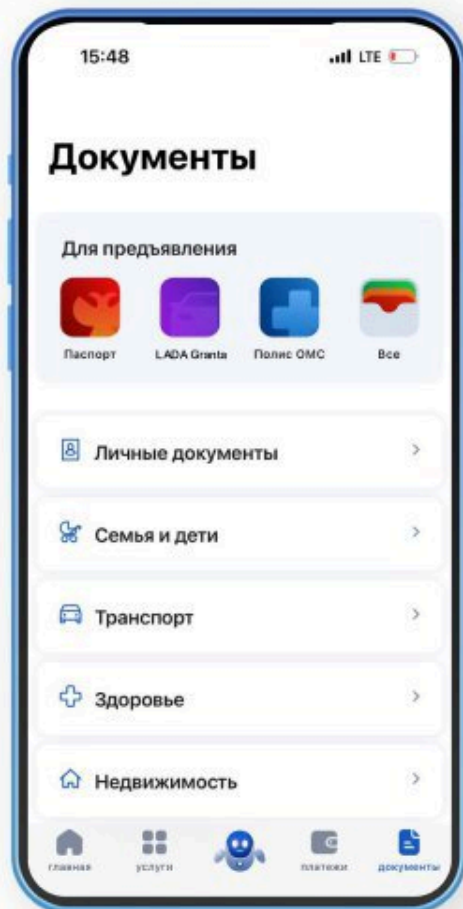 15:48 LTE
Документы
Для предъявления
Паспорт LADA Granta Полис ОМС Все
Личные документы
Семья и дети
Транспорт
Здоровье
Недвижимость
главная услуги платежи документы